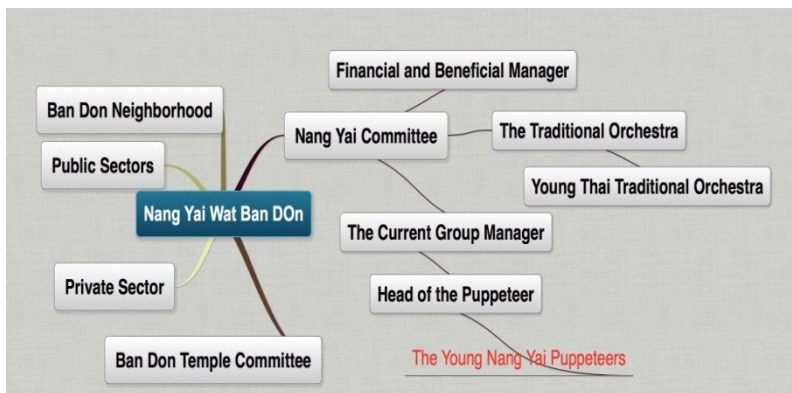 Financial and Beneficial Manager
Ban Don Neighborhood
Nang Yai Committee
The Traditional Orchestra
Public Sectors
Young Thai Traditional Orchestra
Nang Yai Wat Ban DOn
The Current Group Manager
Private Sector
Head of the Puppeteer
Ban Don Temple Committee
The Young Nang Yai Puppeteers